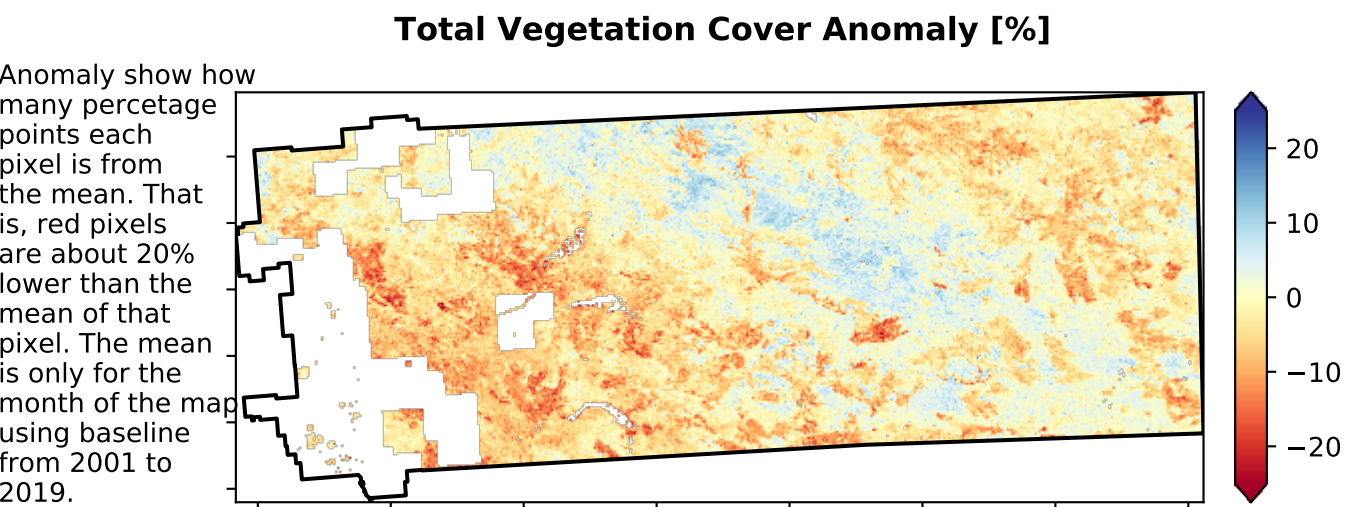 Total Vegetation Cover Anomaly [%]
Anomaly show how
many percetage
points each
pixel is from
the mean. That
is, red pixels
are about 20%
lower than the
mean of that
pixel. The mean
is only for the
month of the map
using baseline
from 2001 to
2019.
20
10
0
−10
−20